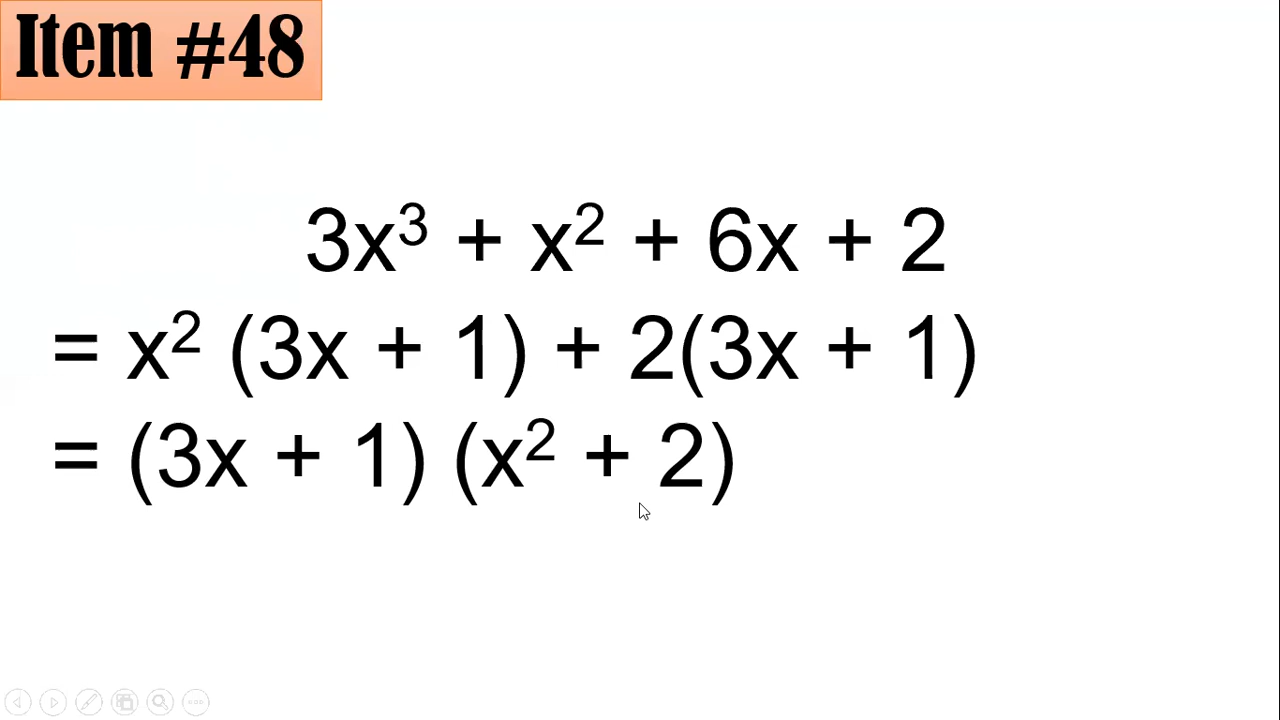 Item #48
3x³ + x² + 6x + 2
= x² (3x + 1) + 2(3x + 1)
= (3x + 1) (x² + 2)